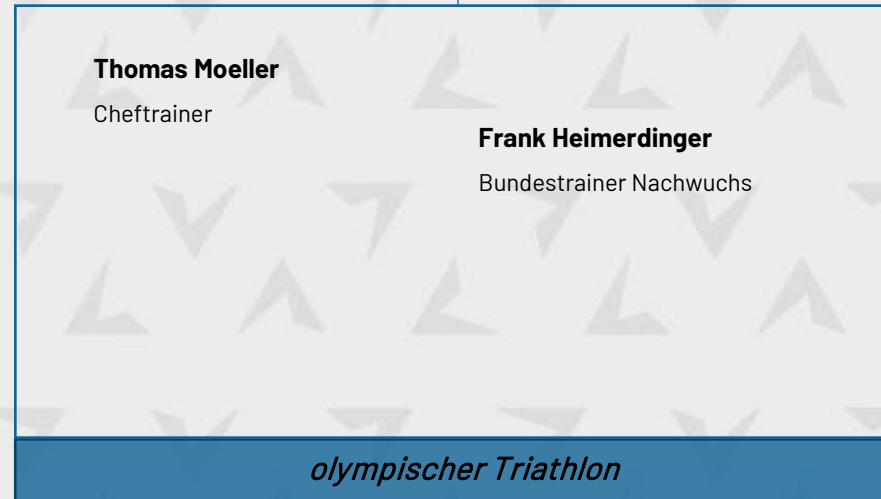 Thomas Moeller
Cheftrainer
Frank Heimerdinger
Bundestrainer Nachwuchs
olympischer Triathlon